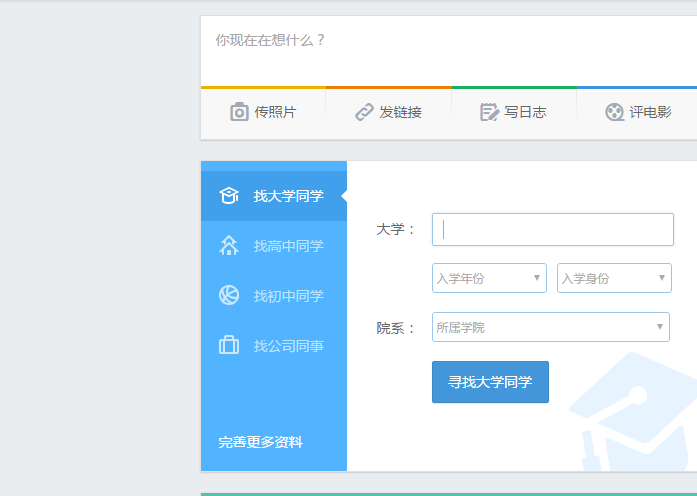 你现在在想什么？
传照片 发链接 写日志 评电影
找大学同学
找高中同学
找初中同学
找公司同事
完善更多资料
大学：
入学年份 入学身份
院系： 所属学院
寻找大学同学